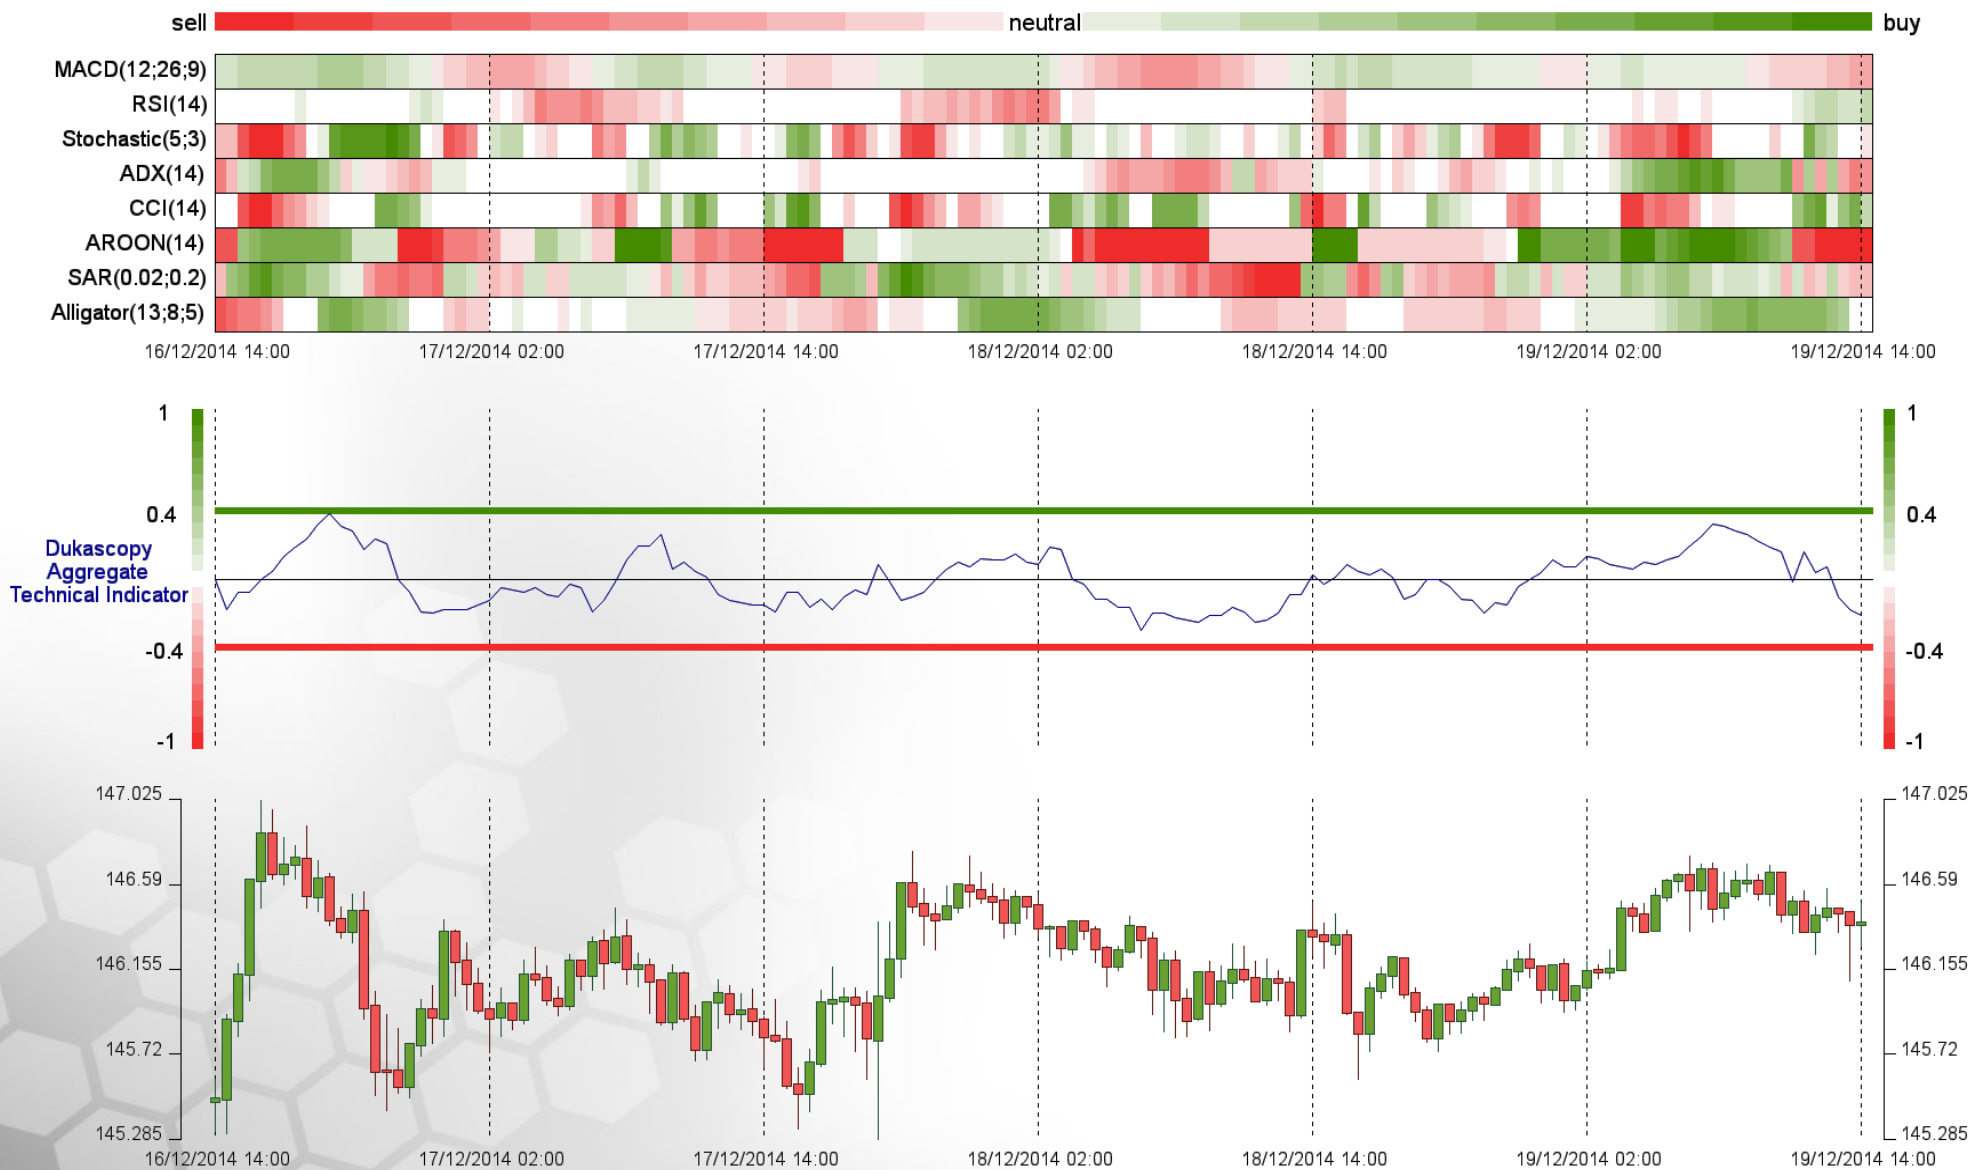 sell neutral buy
MACD(12;26;9)
RSI(14)
Stochastic(5;3)
ADX(14)
CCI(14)
AROON(14)
SAR(0.02;0.2)
Alligator(13;8;5)
16/12/2014 14:00 17/12/2014 02:00 17/12/2014 14:00 18/12/2014 02:00 18/12/2014 14:00 19/12/2014 02:00 19/12/2014 14:00
1 1
0.4 0.4
Dukascopy
Aggregate
Technical Indicator
-0.4 -0.4
-1 -1
147.025 147.025
146.59 146.59
146.155 146.155
145.72 145.72
145.285 145.285
16/12/2014 14:00 17/12/2014 02:00 17/12/2014 14:00 18/12/2014 02:00 18/12/2014 14:00 19/12/2014 02:00 19/12/2014 14:00